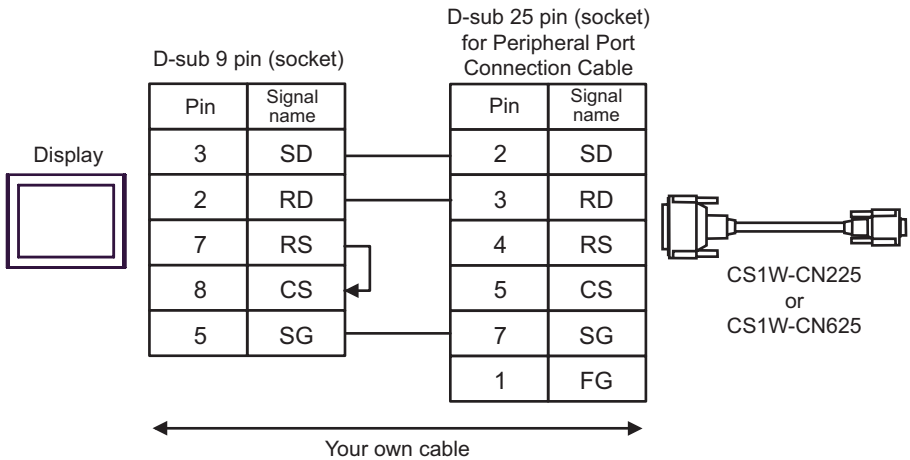 D-sub 25 pin (socket)
for Peripheral Port
Connection Cable
D-sub 9 pin (socket)
Display
Pin Signal name
3 SD
2 RD
7 RS
8 CS
5 SG
Pin Signal name
2 SD
3 RD
4 RS
5 CS
7 SG
1 FG
CS1W-CN225
or
CS1W-CN625
Your own cable